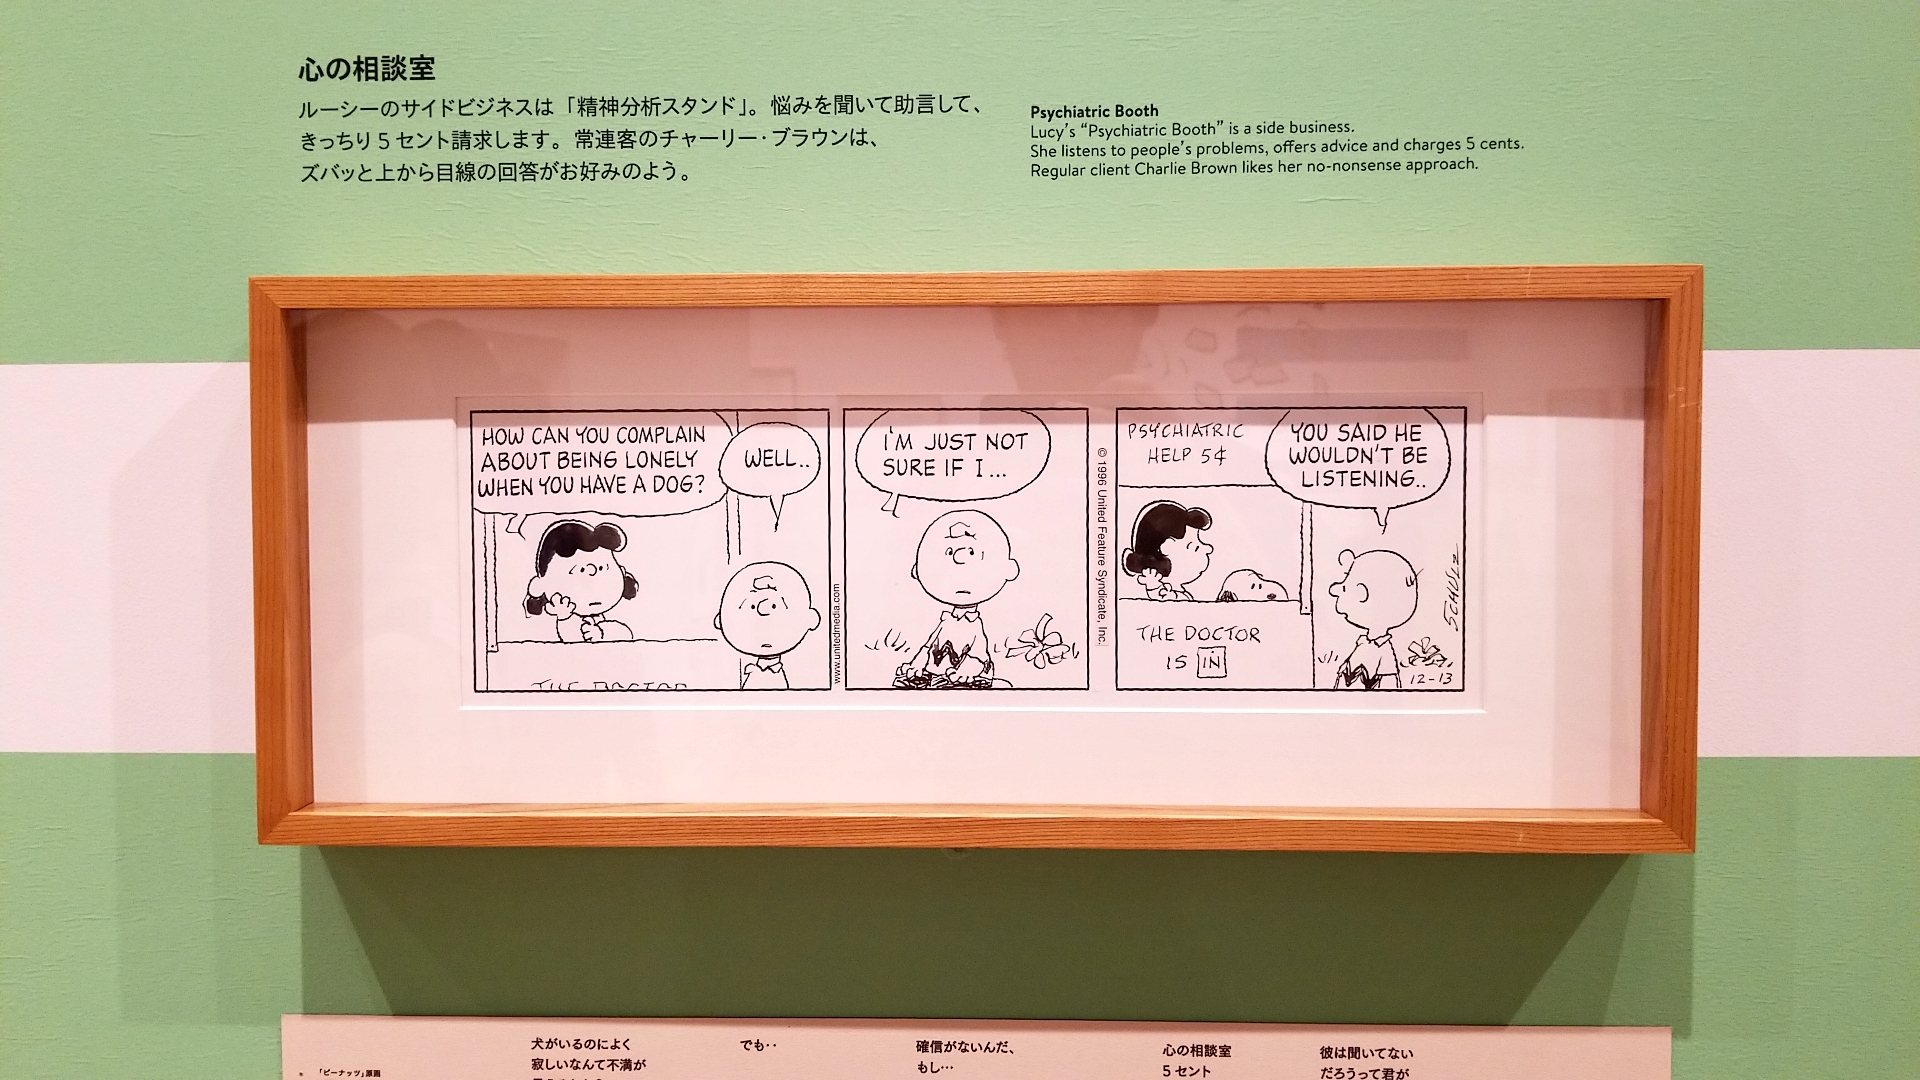 心の相談室
ルーシーのサイドビジネスは「精神分析スタンド」。悩みを聞いて助言して、
きっちり5セント請求します。常連客のチャーリー・ブラウンは、
ズバッと上から目線の回答がお好みのよう。
Psychiatric Booth
Lucy's “Psychiatric Booth” is a side business.
She listens to people's problems, offers advice and charges 5 cents.
Regular client Charlie Brown likes her no-nonsense approach.
HOW CAN YOU COMPLAIN
ABOUT BEING LONELY
WHEN YOU HAVE A DOG?
WELL..
THE DOCTOR
www.unitedmedia.com
I'M JUST NOT
SURE IF I...
© 1996 United Feature Syndicate, Inc.
PSYCHIATRIC
HELP 5¢
YOU SAID HE
WOULDN'T BE
LISTENING..
THE DOCTOR
IS IN
SCHULZ
12-13
「ピーナッツ」原画
犬がいるのによく
寂しいなんて不満が
でも‥
確信がないんだ、
もし…
心の相談室
5セント
彼は聞いてない
だろうって君が